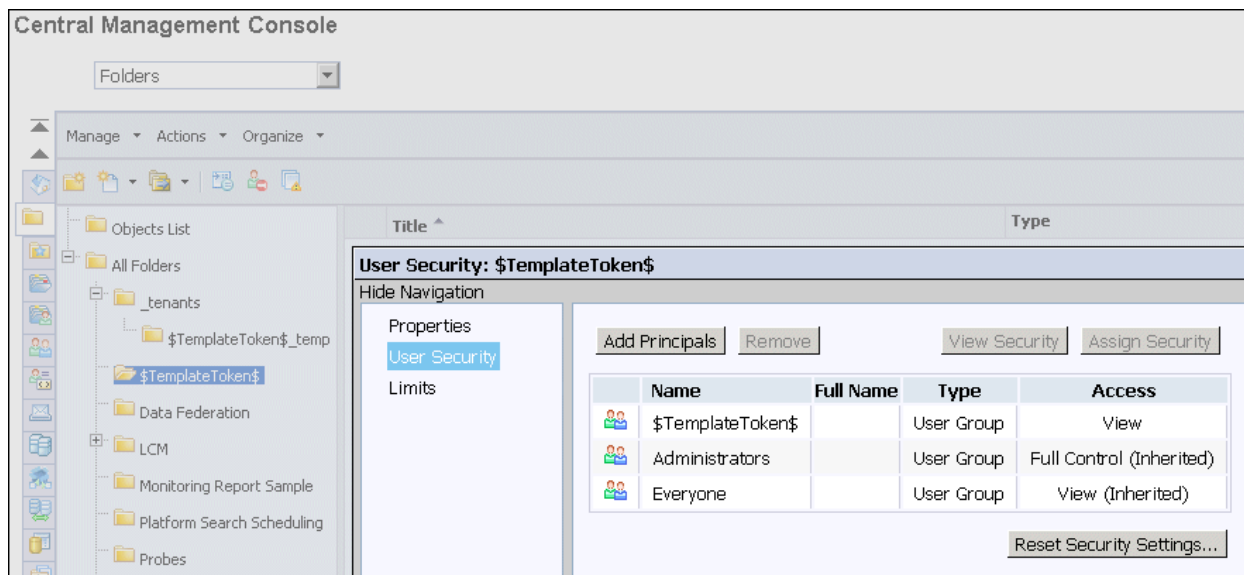 Central Management Console
Folders
Manage Actions Organize
Objects List
Title Type
All Folders
User Security: $TemplateToken$
Hide Navigation
_tenants
Properties
$TemplateToken$_temp
Add Principals Remove View Security Assign Security
User Security
$TemplateToken$
Limits
Name Full Name Type Access
Data Federation
$TemplateToken$ User Group View
LCM
Administrators User Group Full Control (Inherited)
Monitoring Report Sample
Everyone User Group View (Inherited)
Platform Search Scheduling
Reset Security Settings...
Probes